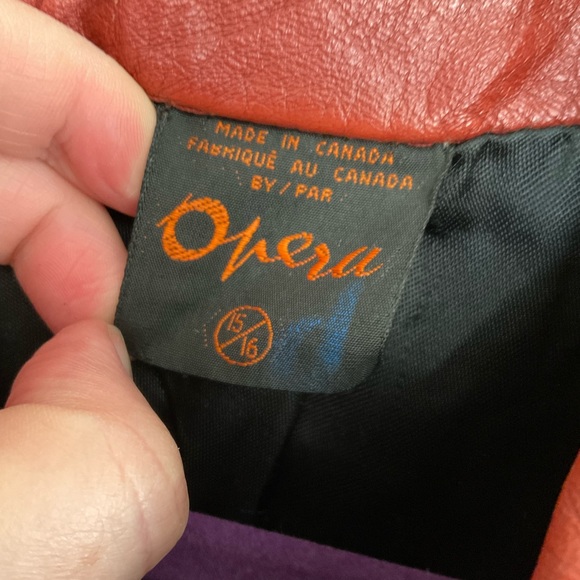 MADE IN CANADA
FABRIQUÉ AU CANADA
BY/PAR
Opera
15/16